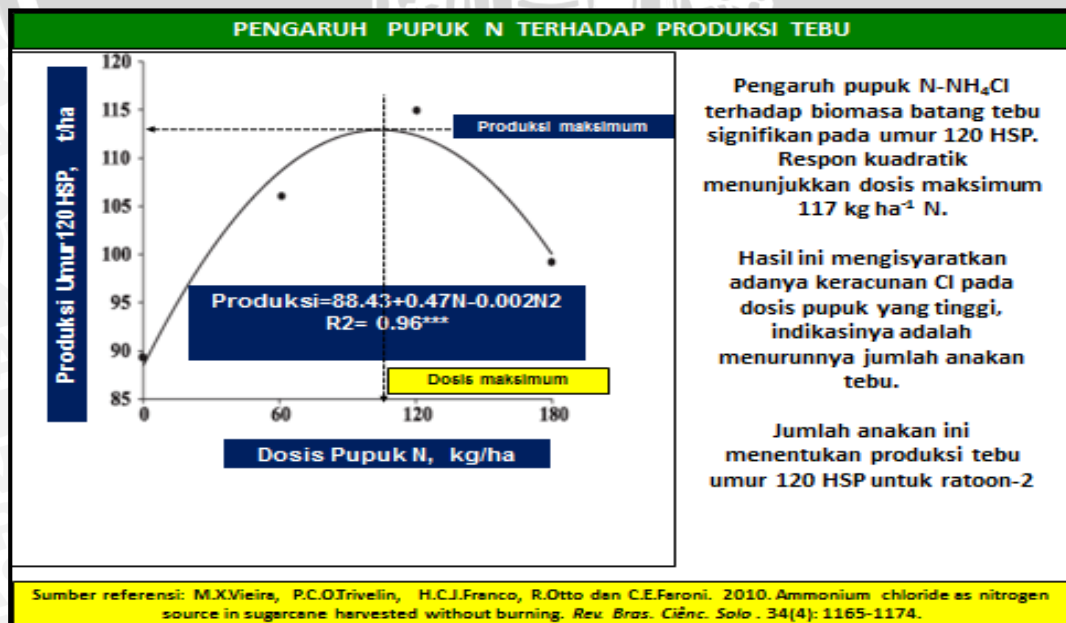 PENGARUH PUPUK N TERHADAP PRODUKSI TEBU
Produksi Umur 120 HSP, t/ha
120
115
110
105
100
95
90
85
0
60
120
180
Produksi maksimum
Produksi=88.43+0.47N-0.002N2
R2= 0.96***
Dosis maksimum
Dosis Pupuk N, kg/ha
Pengaruh pupuk N-NH₄Cl
terhadap biomasa batang tebu
signifikan pada umur 120 HSP.
Respon kuadratik
menunjukkan dosis maksimum
117 kg ha⁻¹ N.
Hasil ini mengisyaratkan
adanya keracunan Cl pada
dosis pupuk yang tinggi,
indikasinya adalah
menurunnya jumlah anakan
tebu.
Jumlah anakan ini
menentukan produksi tebu
umur 120 HSP untuk ratoon-2
Sumber referensi: M.X.Vieira, P.C.O.Trivelin, H.C.J.Franco, R.Otto dan C.E.Faroni. 2010. Ammonium chloride as nitrogen
source in sugarcane harvested without burning. Rev. Bras. Ciênc. Solo . 34(4): 1165-1174.